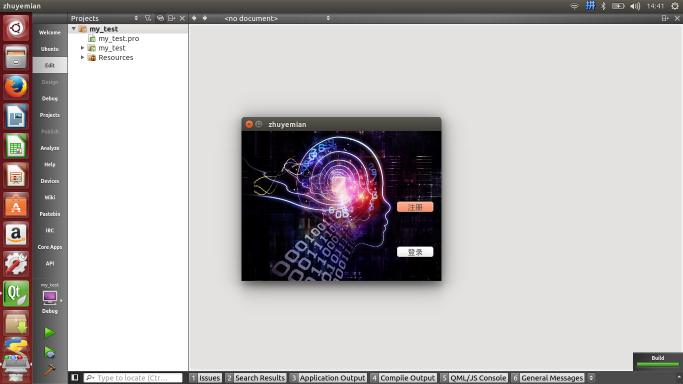 zhuyemian
拼
14:41
Projects
<no document>
my_test
my_test.pro
my_test
Resources
Welcome
Ubuntu
Edit
Design
Debug
Projects
Publish
Analyze
Help
Devices
Wiki
Pastebin
IRC
Core Apps
API
my_test
Debug
zhuyemian
注册
登录
Qt
Build
Type to locate (Ctr...
1 Issues
2 Search Results
3 Application Output
4 Compile Output
5 QML/JS Console
6 General Messages